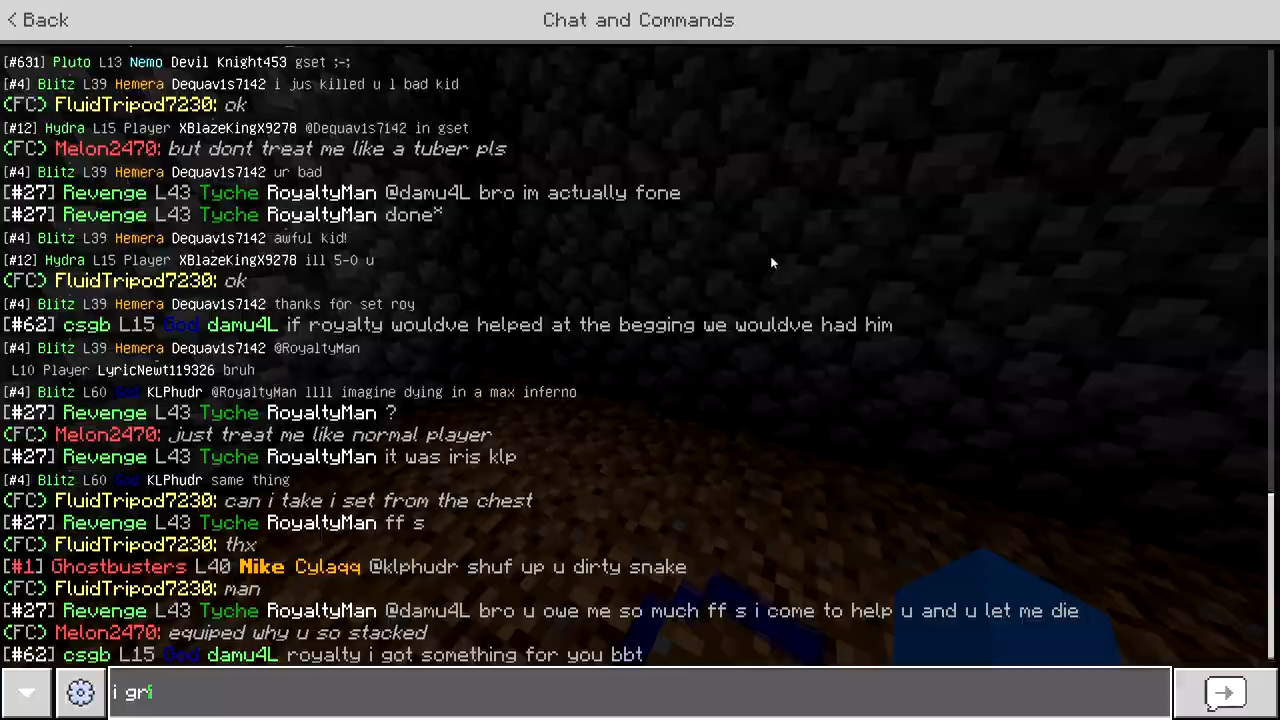 < Back
Chat and Commands
[#631] Pluto L13 Nemo Devil Knight453 gset ;-;
[#4] Blitz L39 Hemera Dequav1s7142 i jus killed u l bad kid
(FC) FluidTripod7230: ok
[#12] Hydra L15 Player XBlazeKingX9278 @Dequav1s7142 in gset
(FC) Melon2470: but dont treat me like a tuber pls
[#4] Blitz L39 Hemera Dequav1s7142 ur bad
[#27] Revenge L43 Tyche RoyaltyMan @damu4L bro im actually fone
[#27] Revenge L43 Tyche RoyaltyMan done*
[#4] Blitz L39 Hemera Dequav1s7142 awful kid!
[#12] Hydra L15 Player XBlazeKingX9278 ill 5-0 u
(FC) FluidTripod7230: ok
[#4] Blitz L39 Hemera Dequav1s7142 thanks for set roy
[#62] csgb L15 God damu4L if royalty wouldve helped at the begging we wouldve had him
[#4] Blitz L39 Hemera Dequav1s7142 @RoyaltyMan
L10 Player LyricNewt119326 bruh
[#4] Blitz L60 God KLPhudr @RoyaltyMan llll imagine dying in a max inferno
[#27] Revenge L43 Tyche RoyaltyMan ?
(FC) Melon2470: just treat me like normal player
[#27] Revenge L43 Tyche RoyaltyMan it was iris klp
[#4] Blitz L60 God KLPhudr same thing
(FC) FluidTripod7230: can i take i set from the chest
[#27] Revenge L43 Tyche RoyaltyMan ff s
(FC) FluidTripod7230: thx
[#1] Ghostbusters L40 Nike Cylaqq @klphudr shuf up u dirty snake
(FC) FluidTripod7230: man
[#27] Revenge L43 Tyche RoyaltyMan @damu4L bro u owe me so much ff s i come to help u and u let me die
(FC) Melon2470: equiped why u so stacked
[#62] csgb L15 God damu4L royalty i got something for you bbt
i gri